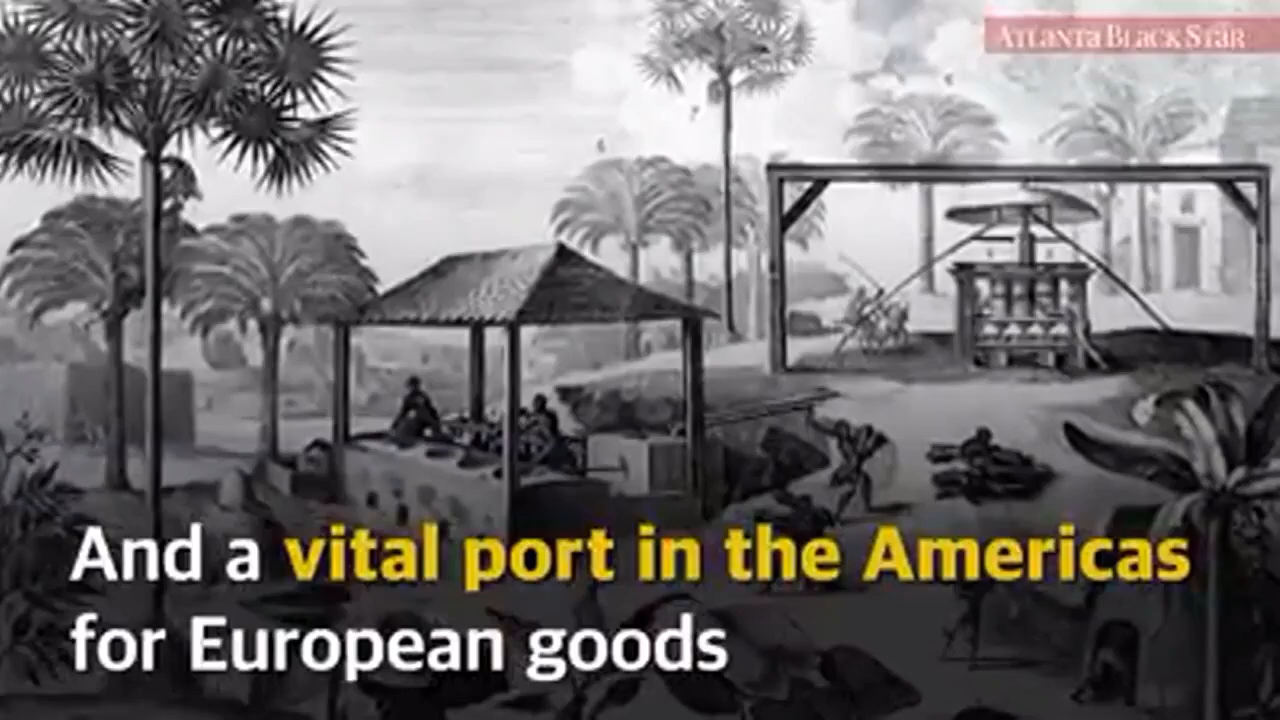 Atlanta Black Star
And a vital port in the Americas
for European goods